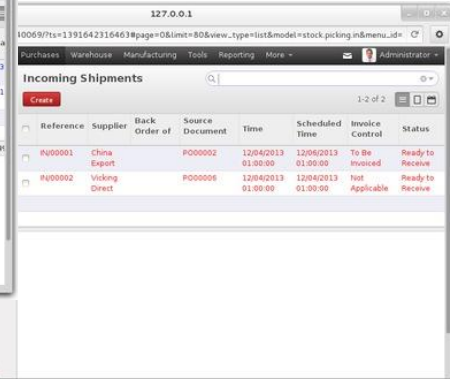 127.0.0.1
40069/?ts=1391642316463#page=0&limit=80&view_type=list&model=stock.picking.in&menu_id=
Purchases Warehouse Manufacturing Tools Reporting More Administrator
Incoming Shipments
Create 1-2 of 2
Reference Supplier Back Order of Source Document Time Scheduled Time Invoice Control Status
IN/00001 China Export PO00002 12/04/2013 01:00:00 12/06/2013 01:00:00 To Be Invoiced Ready to Receive
IN/00002 Vicking Direct PO00006 12/04/2013 01:00:00 12/04/2013 01:00:00 Not Applicable Ready to Receive